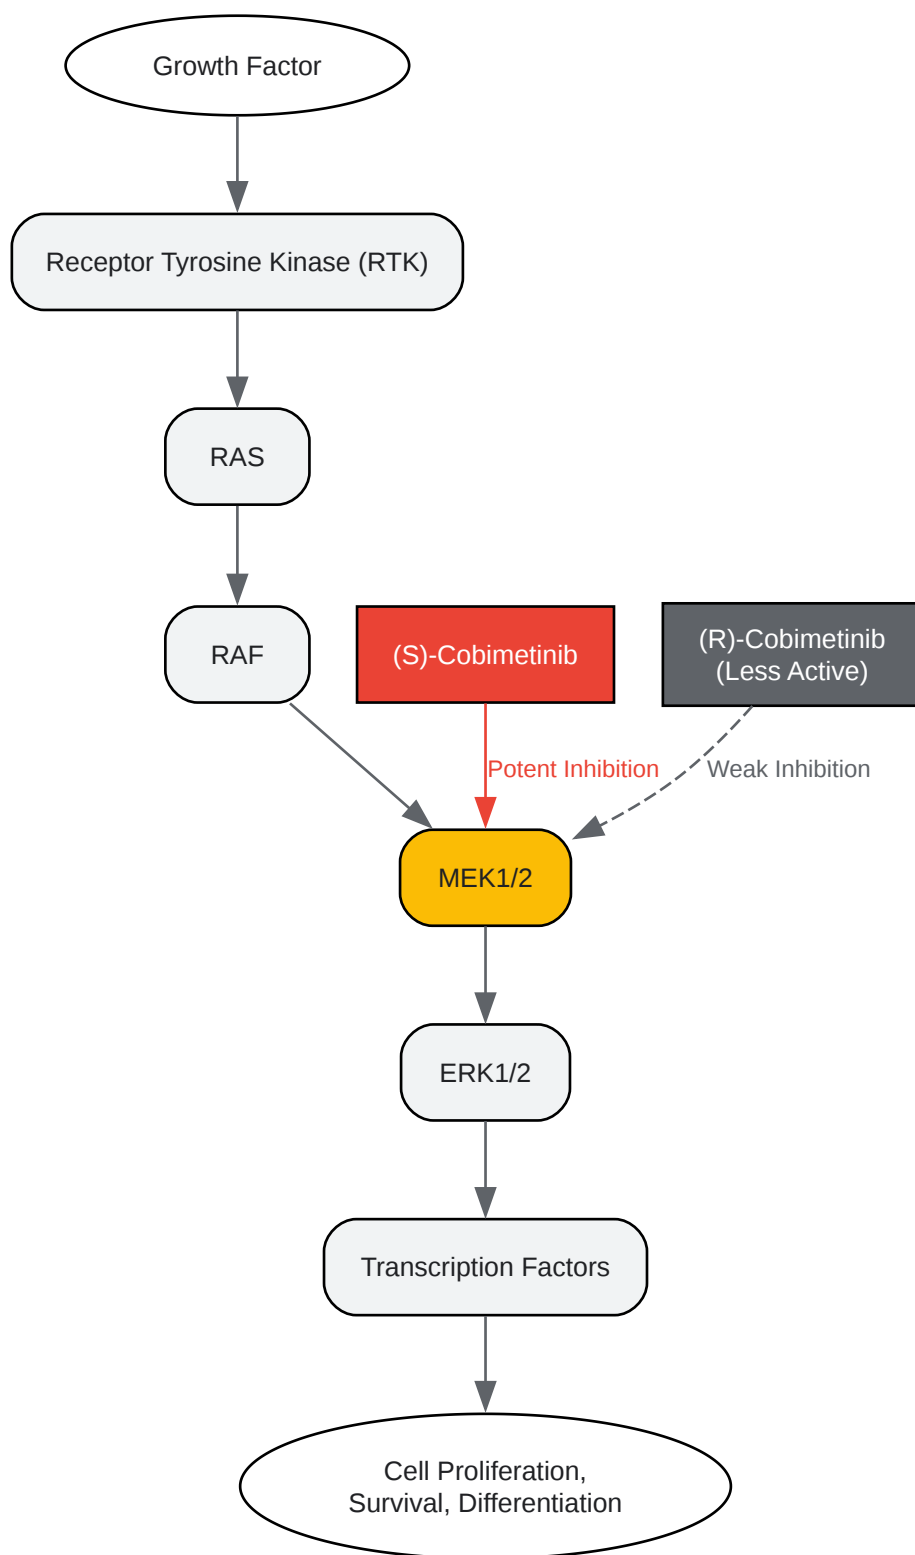 Growth Factor
Receptor Tyrosine Kinase (RTK)
RAS
RAF
(S)-Cobimetinib
(R)-Cobimetinib
(Less Active)
Potent Inhibition
Weak Inhibition
MEK1/2
ERK1/2
Transcription Factors
Cell Proliferation,
Survival, Differentiation